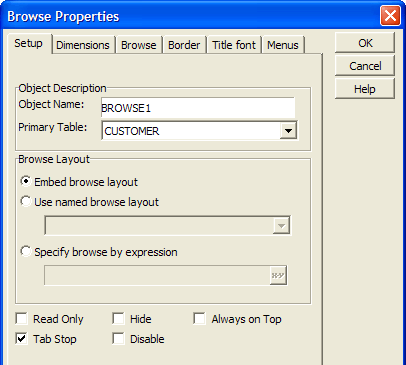 Browse Properties
Setup Dimensions Browse Border Title font Menus
OK
Cancel
Help
Object Description
Object Name: BROWSE1
Primary Table: CUSTOMER
Browse Layout
Embed browse layout
Use named browse layout
Specify browse by expression
Read Only Hide Always on Top
Tab Stop Disable